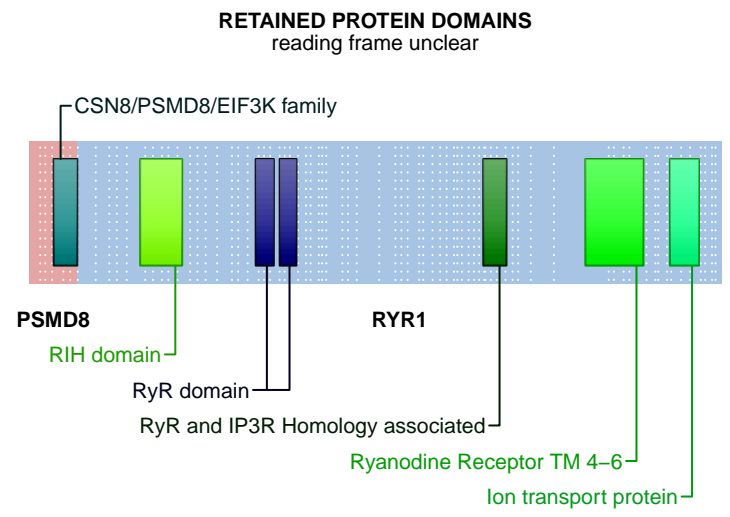 RETAINED PROTEIN DOMAINS
reading frame unclear
CSN8/PSMD8/EIF3K family
PSMD8
RYR1
RIH domain
RyR domain
RyR and IP3R Homology associated
Ryanodine Receptor TM 4−6
Ion transport protein